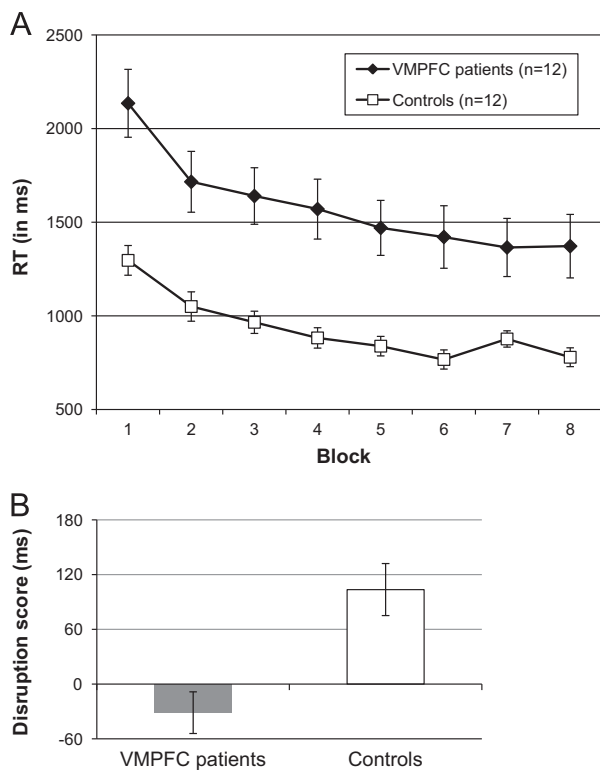 A
2500
2000
1500
1000
500
RT (in ms)
VMPFC patients (n=12)
Controls (n=12)
1 2 3 4 5 6 7 8
Block
B
180
120
60
0
-60
Disruption score (ms)
VMPFC patients Controls